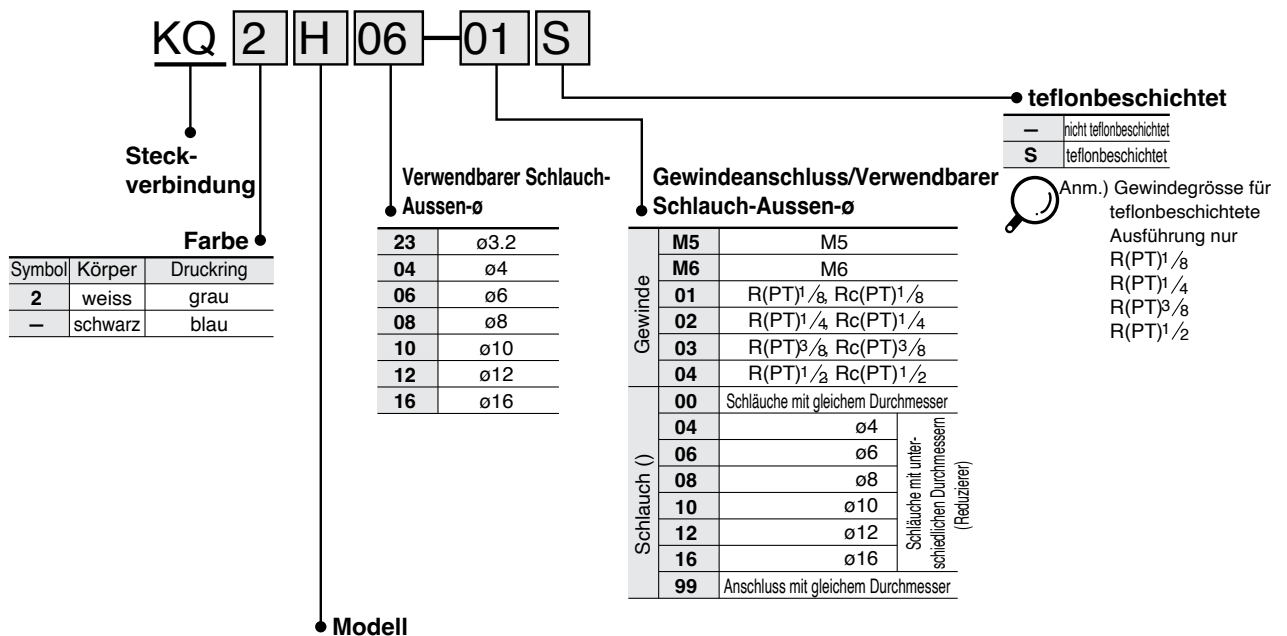 KQ 2 H 06 — 01 S
teflonbeschichtet
— nicht teflonbeschichtet
S teflonbeschichtet
Anm.) Gewindegrösse für
teflonbeschichtete
Ausführung nur
R(PT)1/8
R(PT)1/4
R(PT)3/8
R(PT)1/2
Steck-
verbindung
Farbe
Symbol Körper Druckring
2 weiss grau
— schwarz blau
Verwendbarer Schlauch-
Aussen-ø
23 ø3.2
04 ø4
06 ø6
08 ø8
10 ø10
12 ø12
16 ø16
Gewindeanschluss/Verwendbarer
Schlauch-Aussen-ø
Gewinde
M5 M5
M6 M6
01 R(PT)1/8, Rc(PT)1/8
02 R(PT)1/4, Rc(PT)1/4
03 R(PT)3/8, Rc(PT)3/8
04 R(PT)1/2, Rc(PT)1/2
Schlauch ()
00 Schläuche mit gleichem Durchmesser
04 ø4
06 ø6
08 ø8
10 ø10
12 ø12
16 ø16
Schläuche mit unter-
schiedlichen Durchmessern
(Reduzierer)
99 Anschluss mit gleichem Durchmesser
Modell